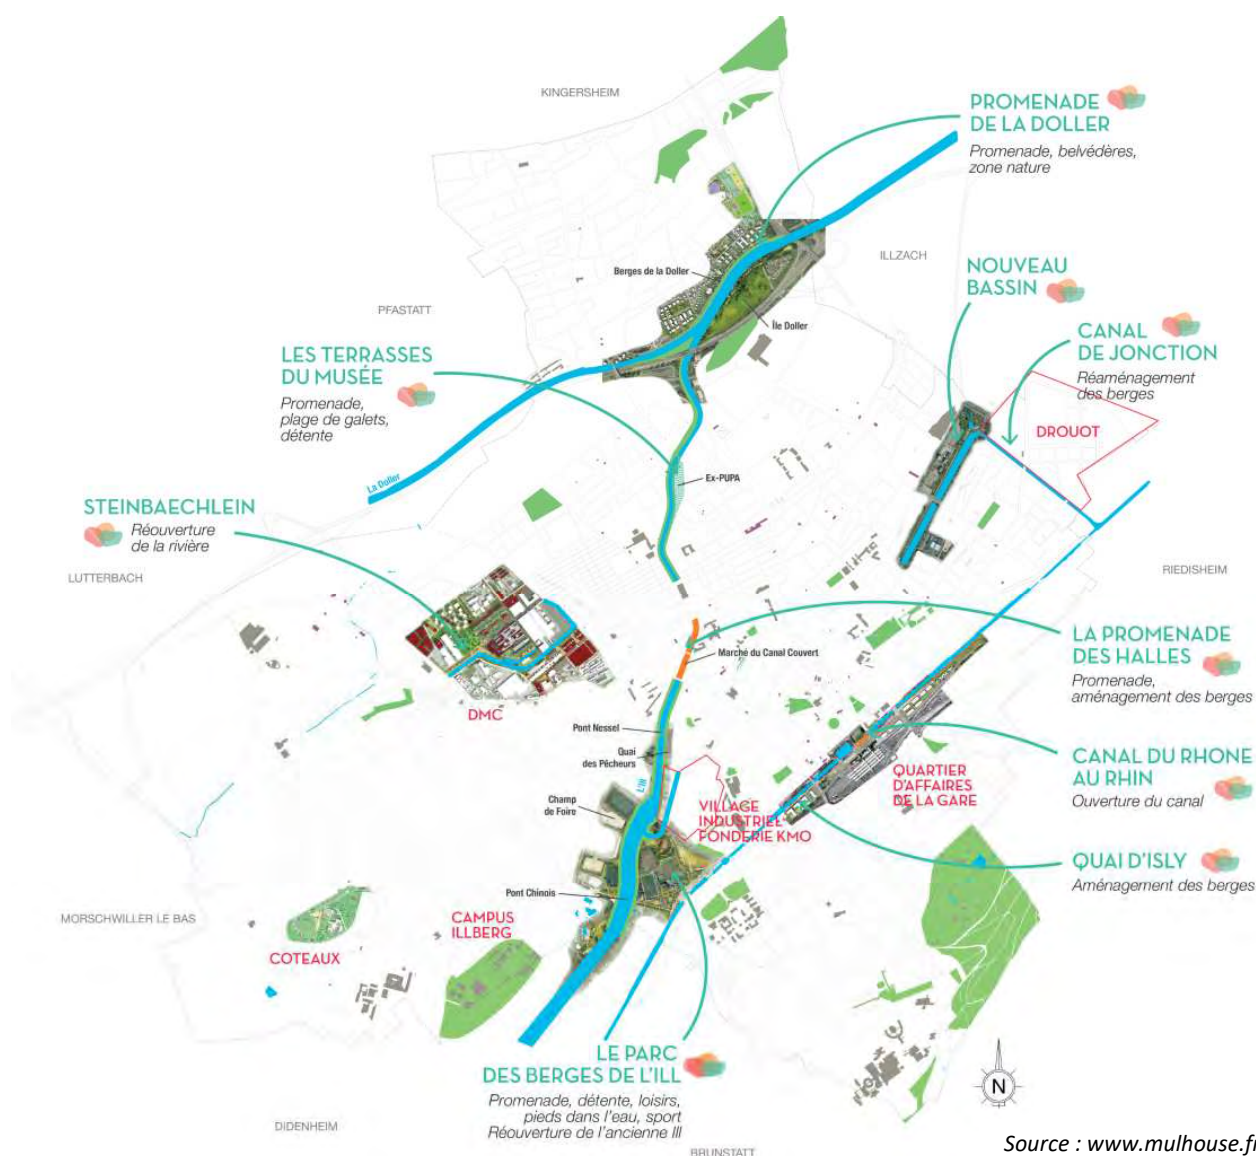 KINGERSHEIM
PROMENADE
DE LA DOLLER
Promenade, belvédères,
zone nature
ILLZACH
Berges de la Doller
NOUVEAU
BASSIN
PFASTATT
Île Doller
CANAL
DE JONCTION
Réaménagement
des berges
LES TERRASSES
DU MUSÉE
Promenade,
plage de galets,
détente
DROUOT
La Doller
Ex-PUPA
STEINBAECHLEIN
Réouverture
de la rivière
LUTTERBACH
RIEDISHEIM
LA PROMENADE
DES HALLES
Promenade,
aménagement des berges
Marché du Canal Couvert
DMC
Pont Nessel
Quai
des Pêcheurs
CANAL DU RHONE
AU RHIN
Ouverture du canal
QUARTIER
D'AFFAIRES
DE LA GARE
L'Ill
Champ
de Foire
VILLAGE
INDUSTRIEL
FONDERIE KMO
QUAI D'ISLY
Aménagement des berges
Pont Chinois
MORSCHWILLER LE BAS
CAMPUS
ILLBERG
COTEAUX
LE PARC
DES BERGES DE L'ILL
Promenade, détente, loisirs,
pieds dans l'eau, sport
Réouverture de l'ancienne Ill
N
DIDENHEIM
BRUNSTATT
Source : www.mulhouse.fr